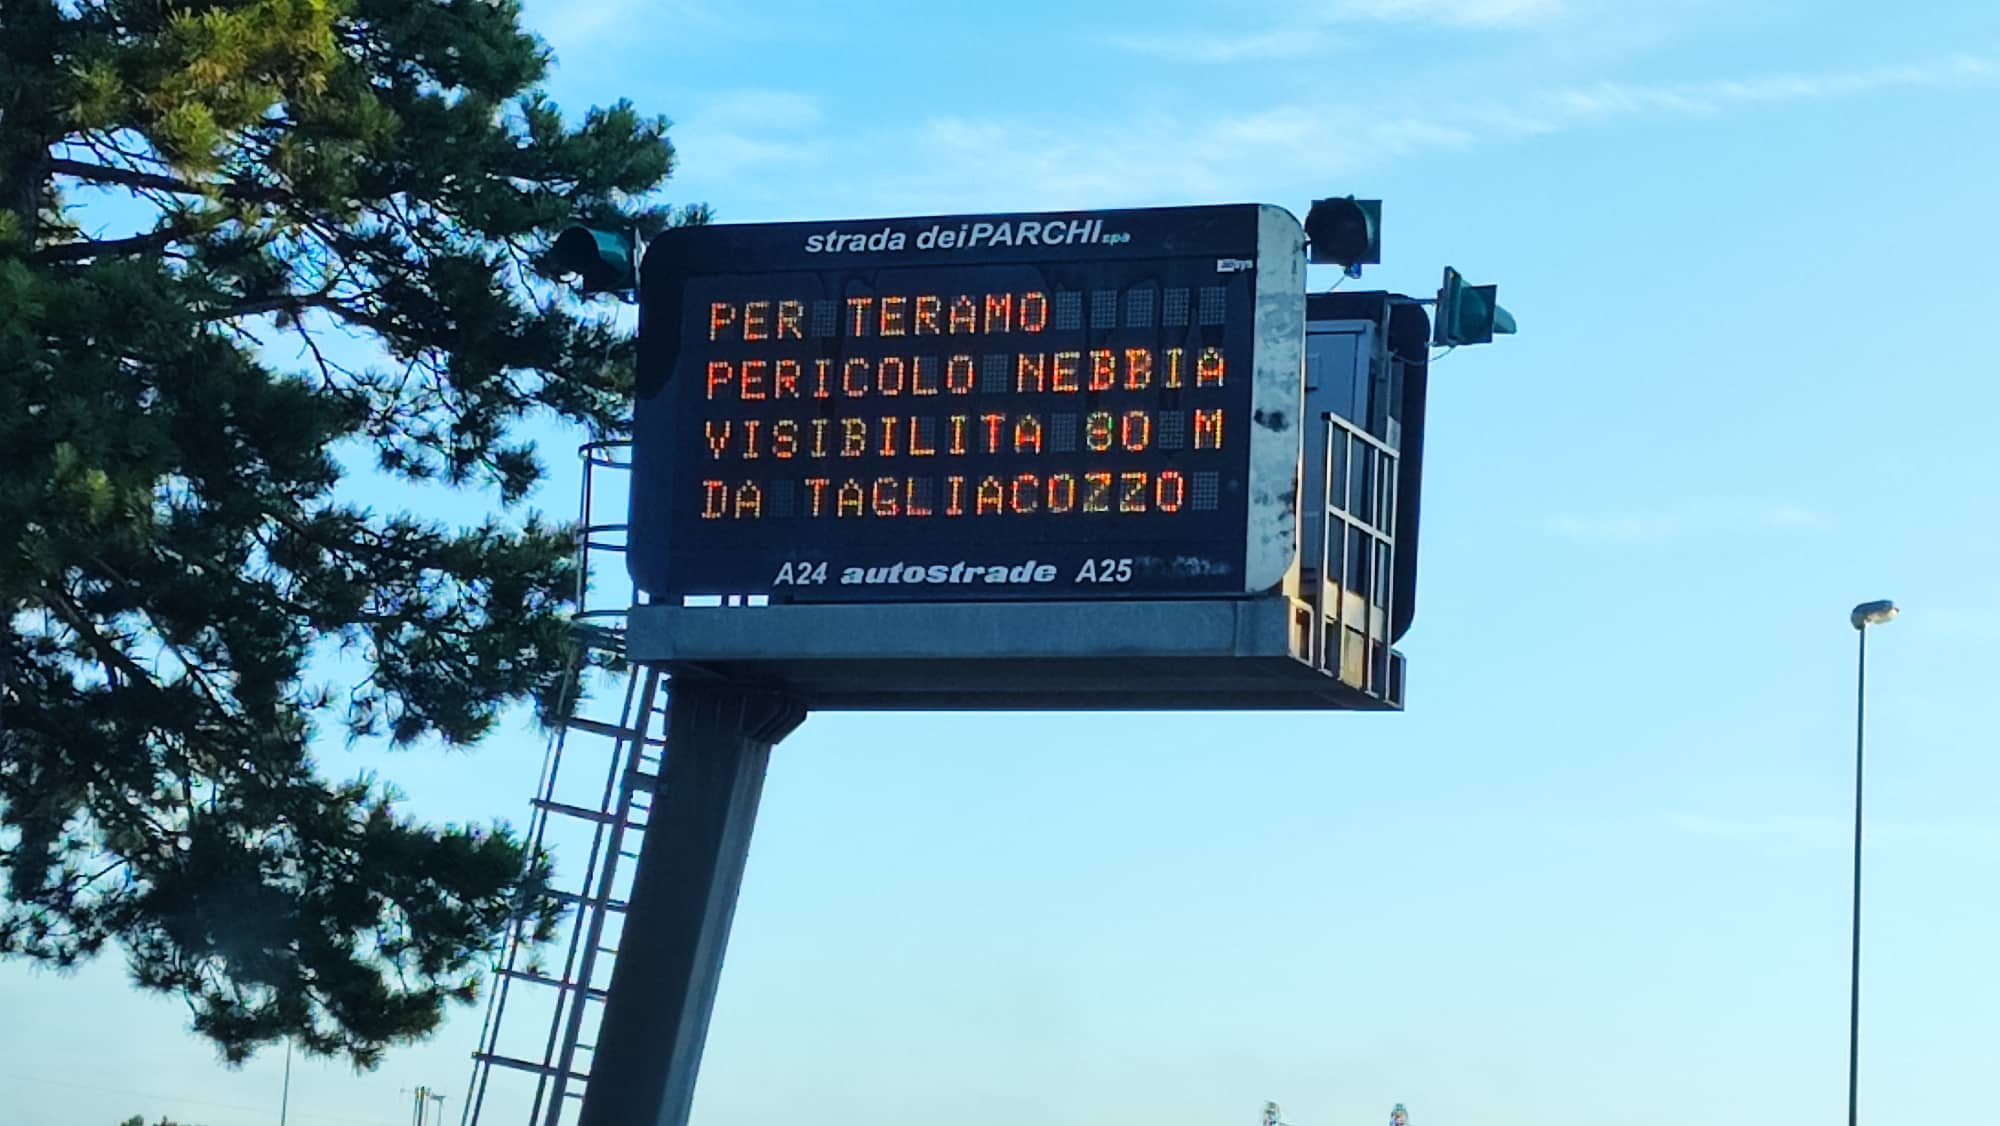 strada deiPARCHI spa
PER TERAMO
PERICOLO NEBBIA
VISIBILITA 80 M
DA TAGLIACOZZO
A24 autostrade A25